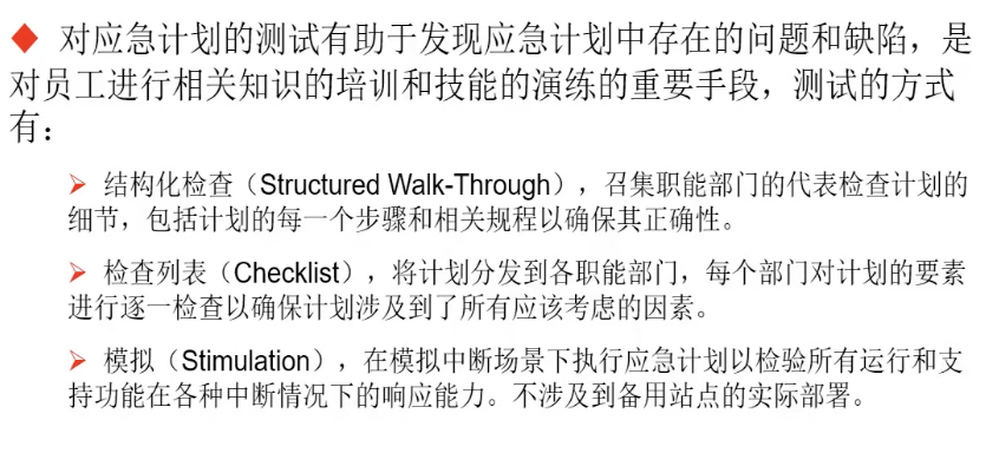 ◆ 对应急计划的测试有助于发现应急计划中存在的问题和缺陷，是
对员工进行相关知识的培训和技能的演练的重要手段，测试的方式
有：
➢ 结构化检查（Structured Walk-Through），召集职能部门的代表检查计划的
细节，包括计划的每一个步骤和相关规程以确保其正确性。
➢ 检查列表（Checklist），将计划分发到各职能部门，每个部门对计划的要素
进行逐一检查以确保计划涉及到了所有应该考虑的因素。
➢ 模拟（Stimulation），在模拟中断场景下执行应急计划以检验所有运行和支
持功能在各种中断情况下的响应能力。不涉及到备用站点的实际部署。